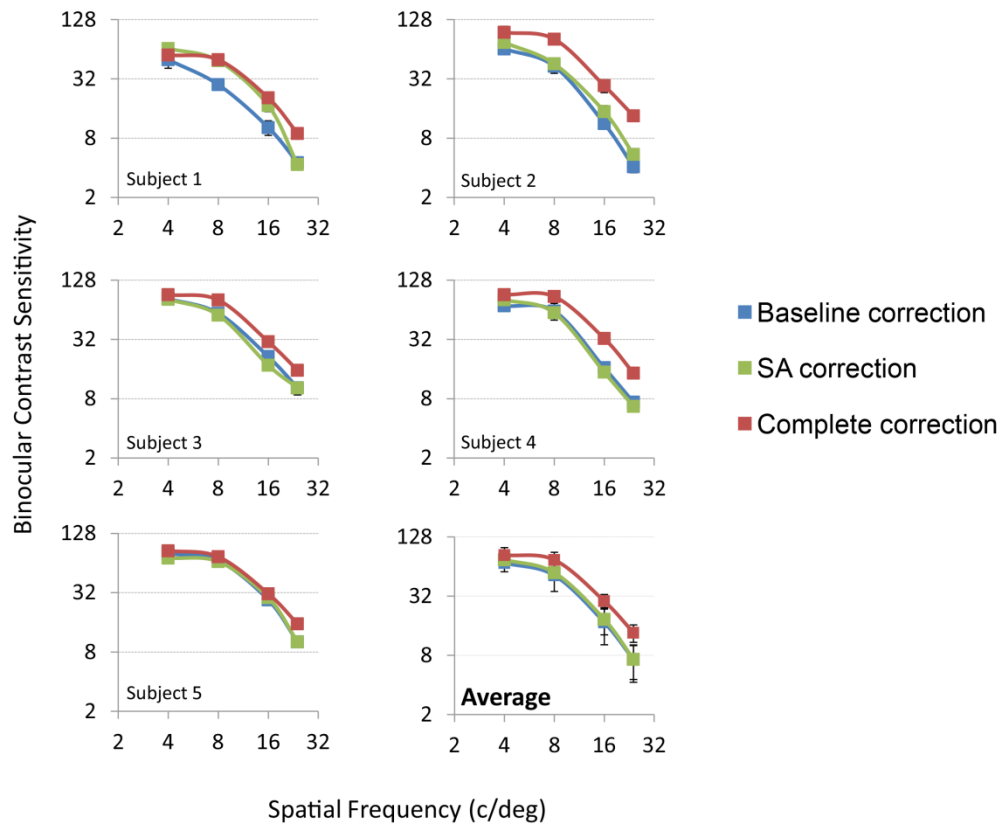 Binocular Contrast Sensitivity
128
32
8
2
Subject 1
2 4 8 16 32
128
32
8
2
Subject 2
2 4 8 16 32
128
32
8
2
Subject 3
2 4 8 16 32
128
32
8
2
Subject 4
2 4 8 16 32
128
32
8
2
Subject 5
2 4 8 16 32
128
32
8
2
Average
2 4 8 16 32
Baseline correction
SA correction
Complete correction
Spatial Frequency (c/deg)